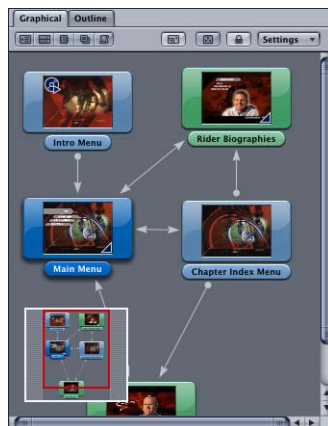 Graphical Outline
Settings
Intro Menu
Rider Biographies
Main Menu
Chapter Index Menu